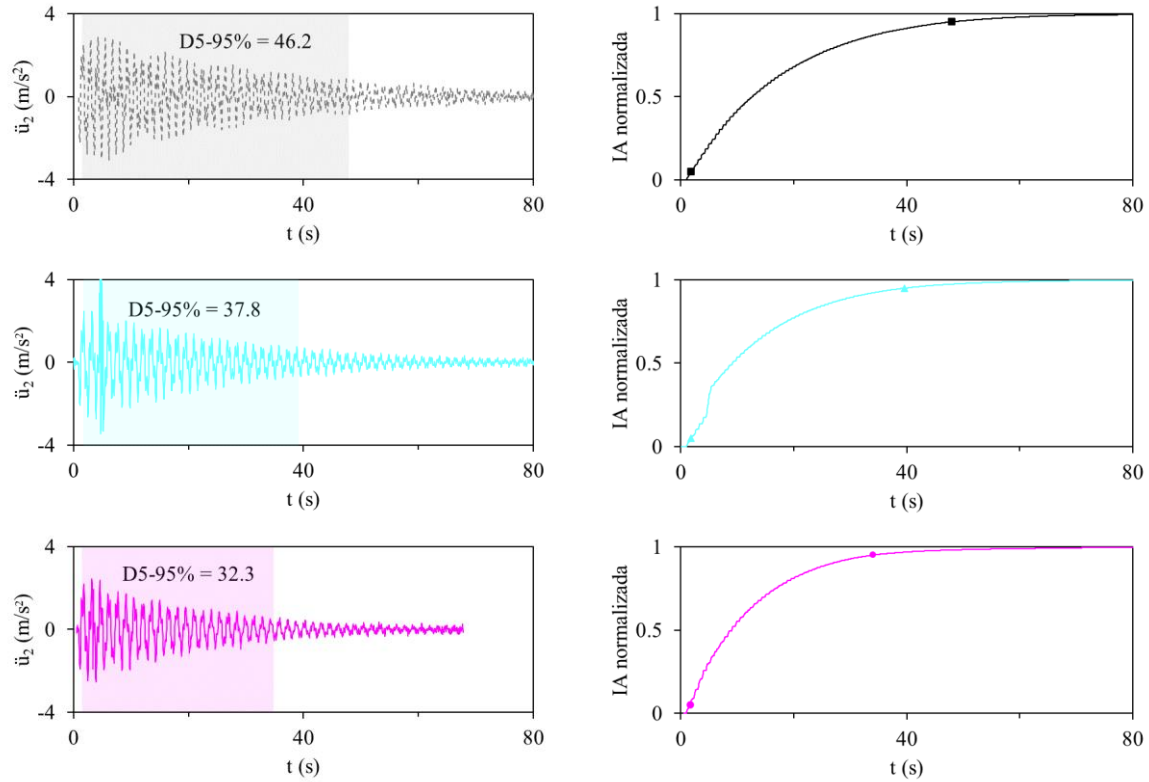 4
0
-4
ü₂ (m/s²)
D5-95% = 46.2
0
40
80
t (s)
1
0.5
0
IA normalizada
0
40
80
t (s)
4
0
-4
ü₂ (m/s²)
D5-95% = 37.8
0
40
80
t (s)
1
0.5
0
IA normalizada
0
40
80
t (s)
4
0
-4
ü₂ (m/s²)
D5-95% = 32.3
0
40
80
t (s)
1
0.5
0
IA normalizada
0
40
80
t (s)